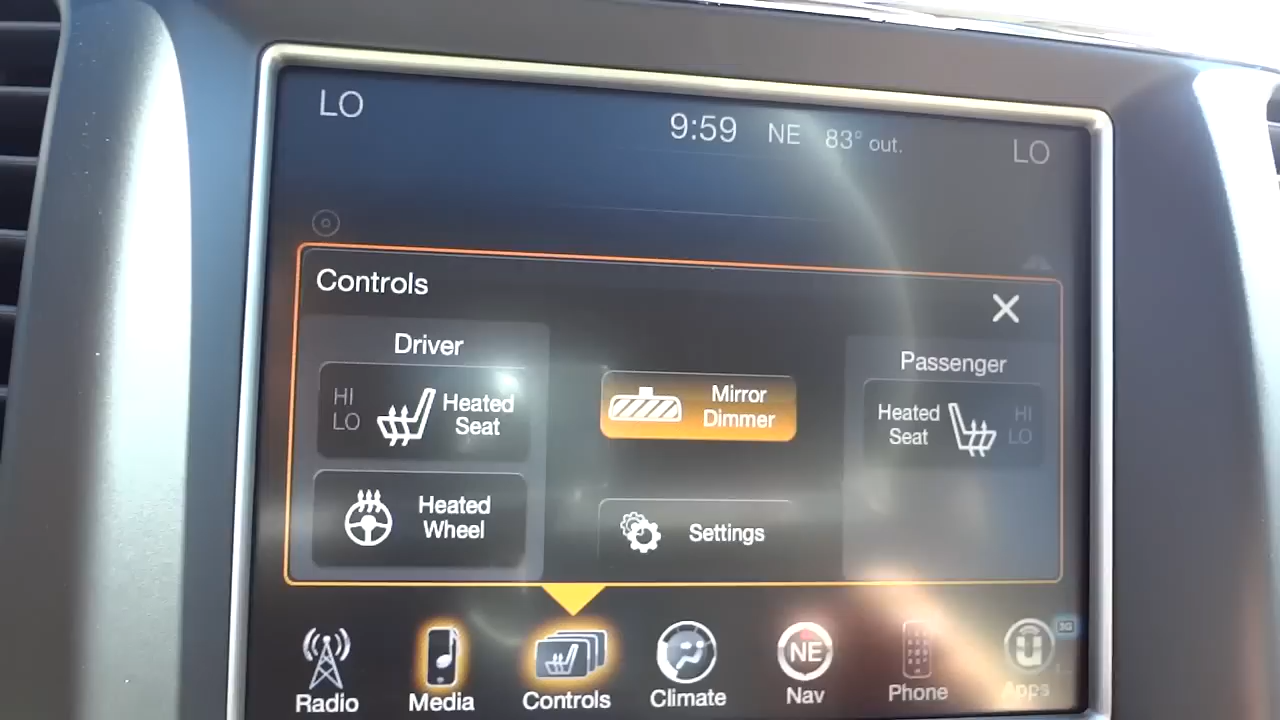 LO
9:59 NE 83° out.
LO
Controls
Driver
HI
LO
Heated
Seat
Heated
Wheel
Mirror
Dimmer
Settings
Passenger
Heated
Seat
HI
LO
Radio
Media
Controls
Climate
NE
Nav
Phone
3G
Apps